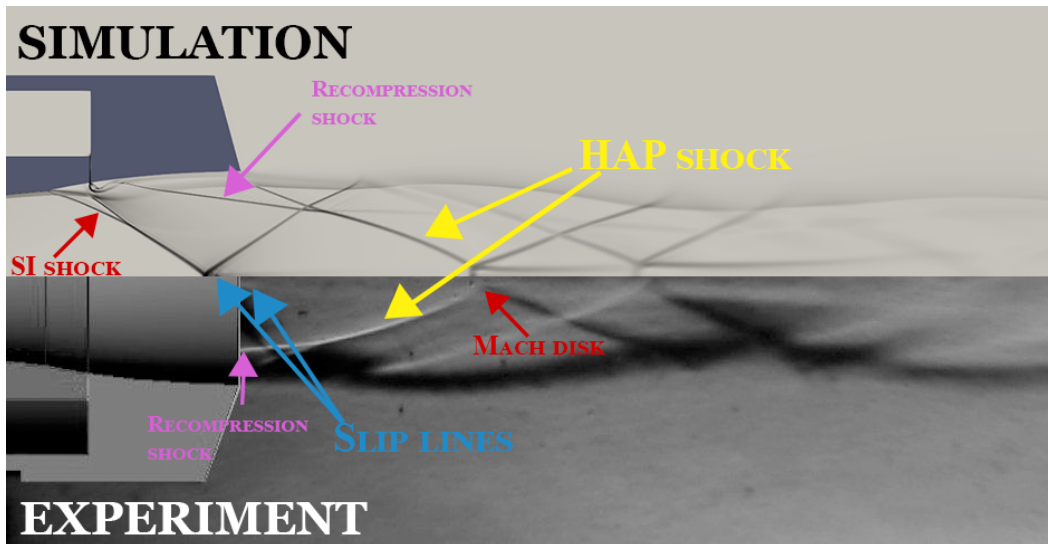 SIMULATION
RECOMPRESSION
SHOCK
HAP SHOCK
SI SHOCK
MACH DISK
RECOMPRESSION
SHOCK
SLIP LINES
EXPERIMENT